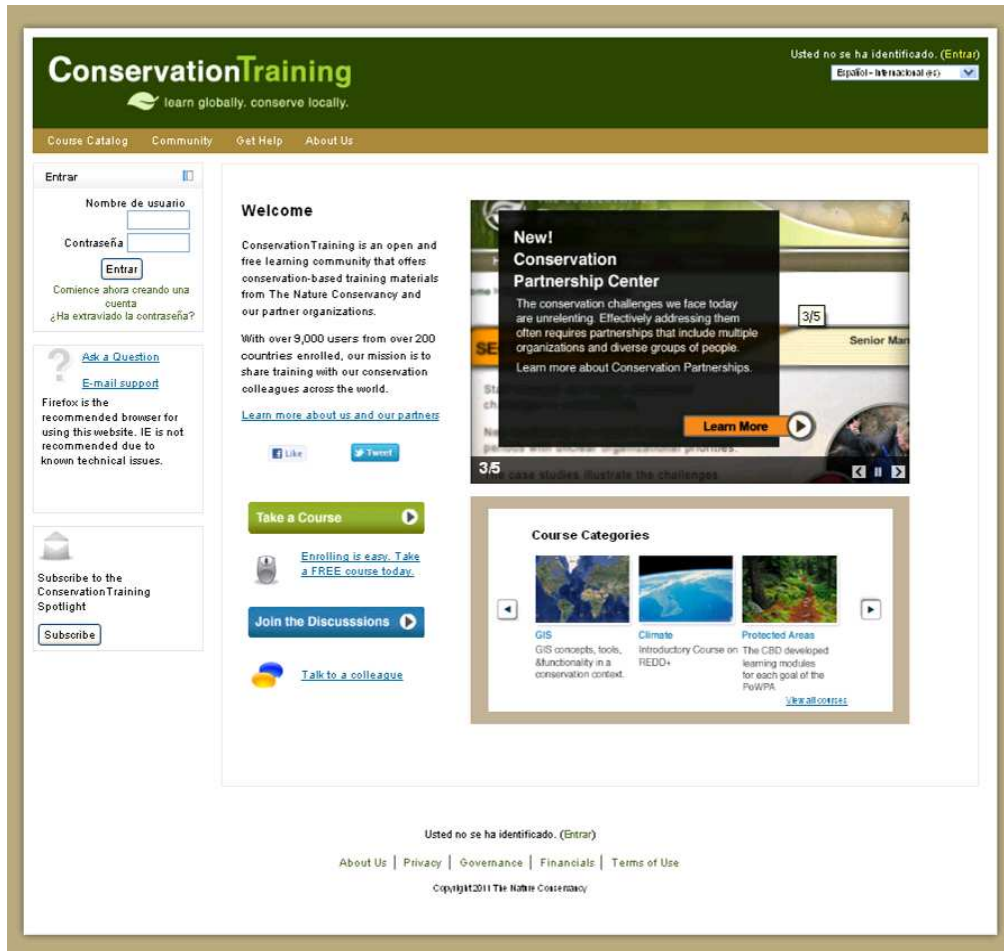 ConservationTraining
learn globally. conserve locally.
Usted no se ha identificado. (Entrar)
Español - Internacional (es)
Course Catalog Community Get Help About Us
Entrar
Nombre de usuario
Contraseña
Entrar
Comience ahora creando una
cuenta
¿Ha extraviado la contraseña?
Ask a Question
E-mail support
Firefox is the
recommended browser for
using this website. IE is not
recommended due to
known technical issues.
Subscribe to the
ConservationTraining
Spotlight
Subscribe
Welcome
ConservationTraining is an open and
free learning community that offers
conservation-based training materials
from The Nature Conservancy and
our partner organizations.
With over 9,000 users from over 200
countries enrolled, our mission is to
share training with our conservation
colleagues across the world.
Learn more about us and our partners
Like
Tweet
Take a Course
Enrolling is easy. Take
a FREE course today.
Join the Discusssions
Talk to a colleague
New!
Conservation
Partnership Center
The conservation challenges we face today
are unrelenting. Effectively addressing them
often requires partnerships that include multiple
organizations and diverse groups of people.
Learn more about Conservation Partnerships.
3/5
Senior
Learn More
The case studies illustrate the challenges
3/5
Course Categories
GIS
GIS concepts, tools,
&functionality in a
conservation context.
Climate
Introductory Course on
REDD+
Protected Areas
The CBD developed
learning modules
for each goal of the
PoWPA
View all courses
Usted no se ha identificado. (Entrar)
About Us | Privacy | Governance | Financials | Terms of Use
Copyright 2011 The Nature Conservancy